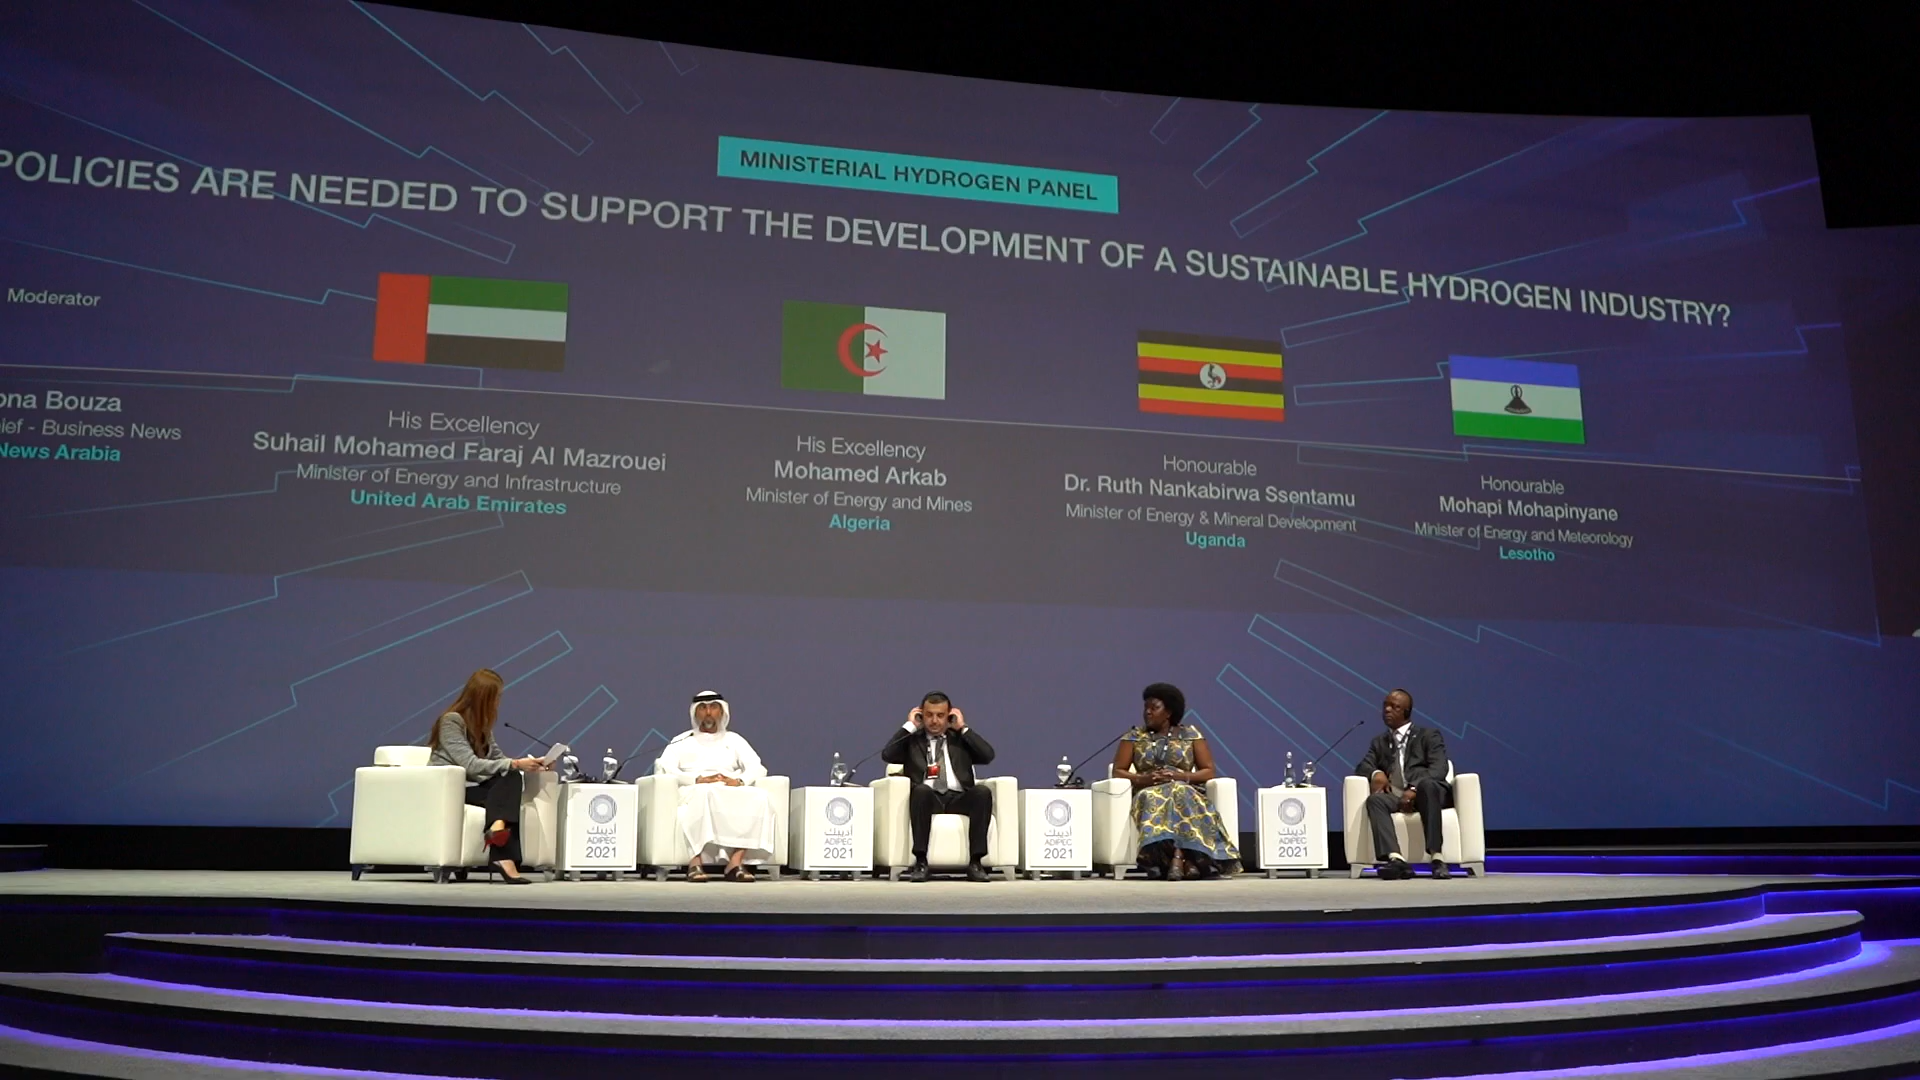 MINISTERIAL HYDROGEN PANEL
POLICIES ARE NEEDED TO SUPPORT THE DEVELOPMENT OF A SUSTAINABLE HYDROGEN INDUSTRY?
Moderator
Bouza
- Business News
News Arabia
His Excellency
Suhail Mohamed Faraj Al Mazrouei
Minister of Energy and Infrastructure
United Arab Emirates
His Excellency
Mohamed Arkab
Minister of Energy and Mines
Algeria
Honourable
Dr. Ruth Nankabirwa Ssentamu
Minister of Energy & Mineral Development
Uganda
Honourable
Mohapi Mohapinyane
Minister of Energy and Meteorology
Lesotho
أديبك
ADIPEC
2021
أديبك
ADIPEC
2021
أديبك
ADIPEC
2021
أديبك
ADIPEC
2021